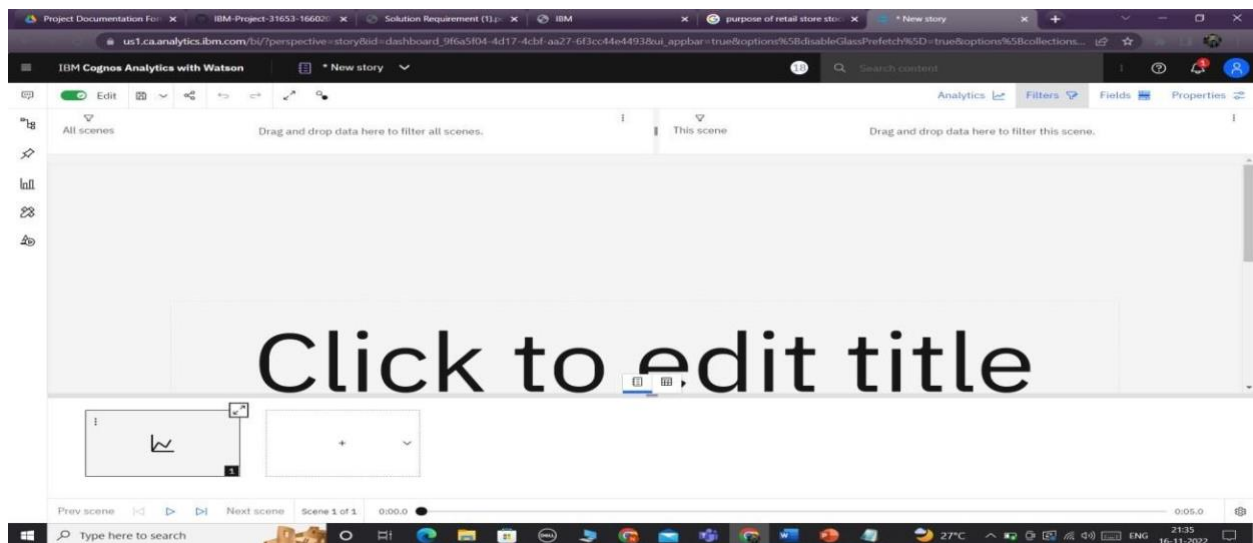 Project Documentation For
IBM-Project-31653-16602
Solution Requirement (1).p
IBM
purpose of retail store stoc
* New story
us1.ca.analytics.ibm.com/bi/?perspective=story&id=dashboard_9f6a5f04-4d17-4cbf-aa27-6f3cc44e4493&ui_appbar=true&options%5BdisableGlassPrefetch%5D=true&options%5Bcollections...
IBM Cognos Analytics with Watson
* New story
18
Search content
1
Edit
Analytics
Filters
Fields
Properties
All scenes
Drag and drop data here to filter all scenes.
This scene
Drag and drop data here to filter this scene.
Click to edit title
1
Prev scene
Next scene
Scene 1 of 1
0:00.0
0:05.0
Type here to search
DELL
27°C
ENG
21:35
16-11-2022